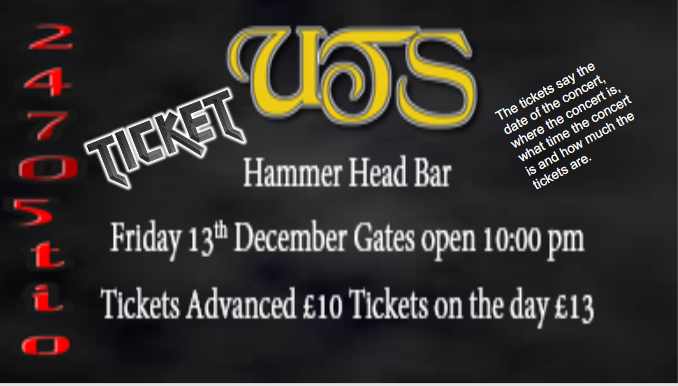 24705tio
UTS
TICKET
The tickets say the
date of the concert,
where the concert is,
what time the concert
is and how much the
tickets are.
Hammer Head Bar
Friday 13th December Gates open 10:00 pm
Tickets Advanced £10 Tickets on the day £13